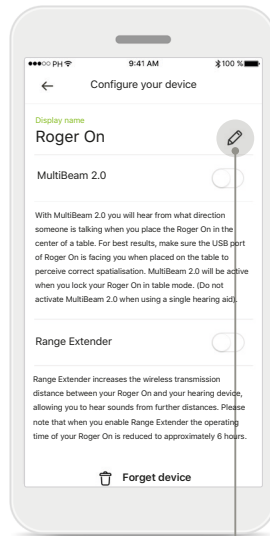 PH 9:41 AM 100 %
Configure your device
Display name
Roger On
MultiBeam 2.0
With MultiBeam 2.0 you will hear from what direction
someone is talking when you place the Roger On in the
center of a table. For best results, make sure the USB port
of Roger On is facing you when placed on the table to
perceive correct spatialisation. MultiBeam 2.0 will be active
when you lock your Roger On in table mode. (Do not
activate MultiBeam 2.0 when using a single hearing aid).
Range Extender
Range Extender increases the wireless transmission
distance between your Roger On and your hearing device,
allowing you to hear sounds from further distances. Please
note that when you enable Range Extender the operating
time of your Roger On is reduced to approximately 6 hours.
Forget device